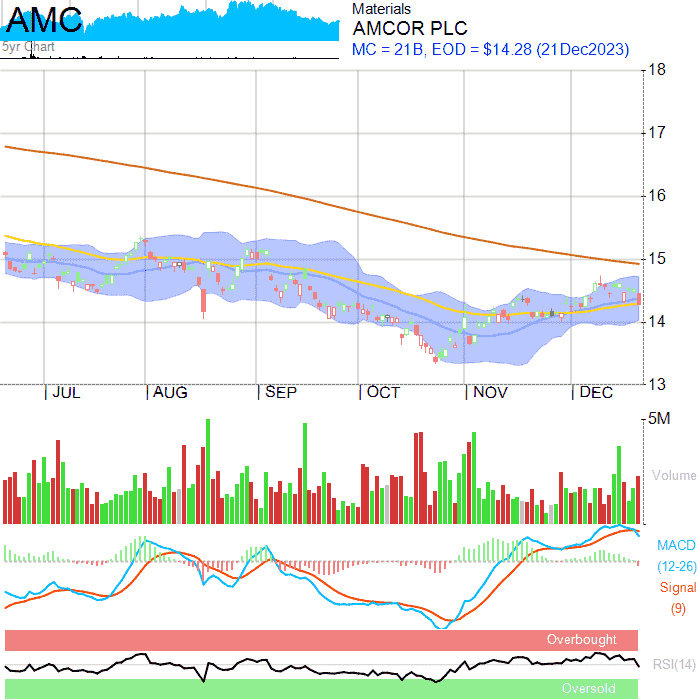 AMC
5yr Chart
Materials
AMCOR PLC
MC = 21B, EOD = $14.28 (21Dec2023)
18
17
16
15
14
13
JUL AUG SEP OCT NOV DEC
5M
Volume
MACD
(12-26)
Signal
(9)
Overbought
RSI(14)
Oversold